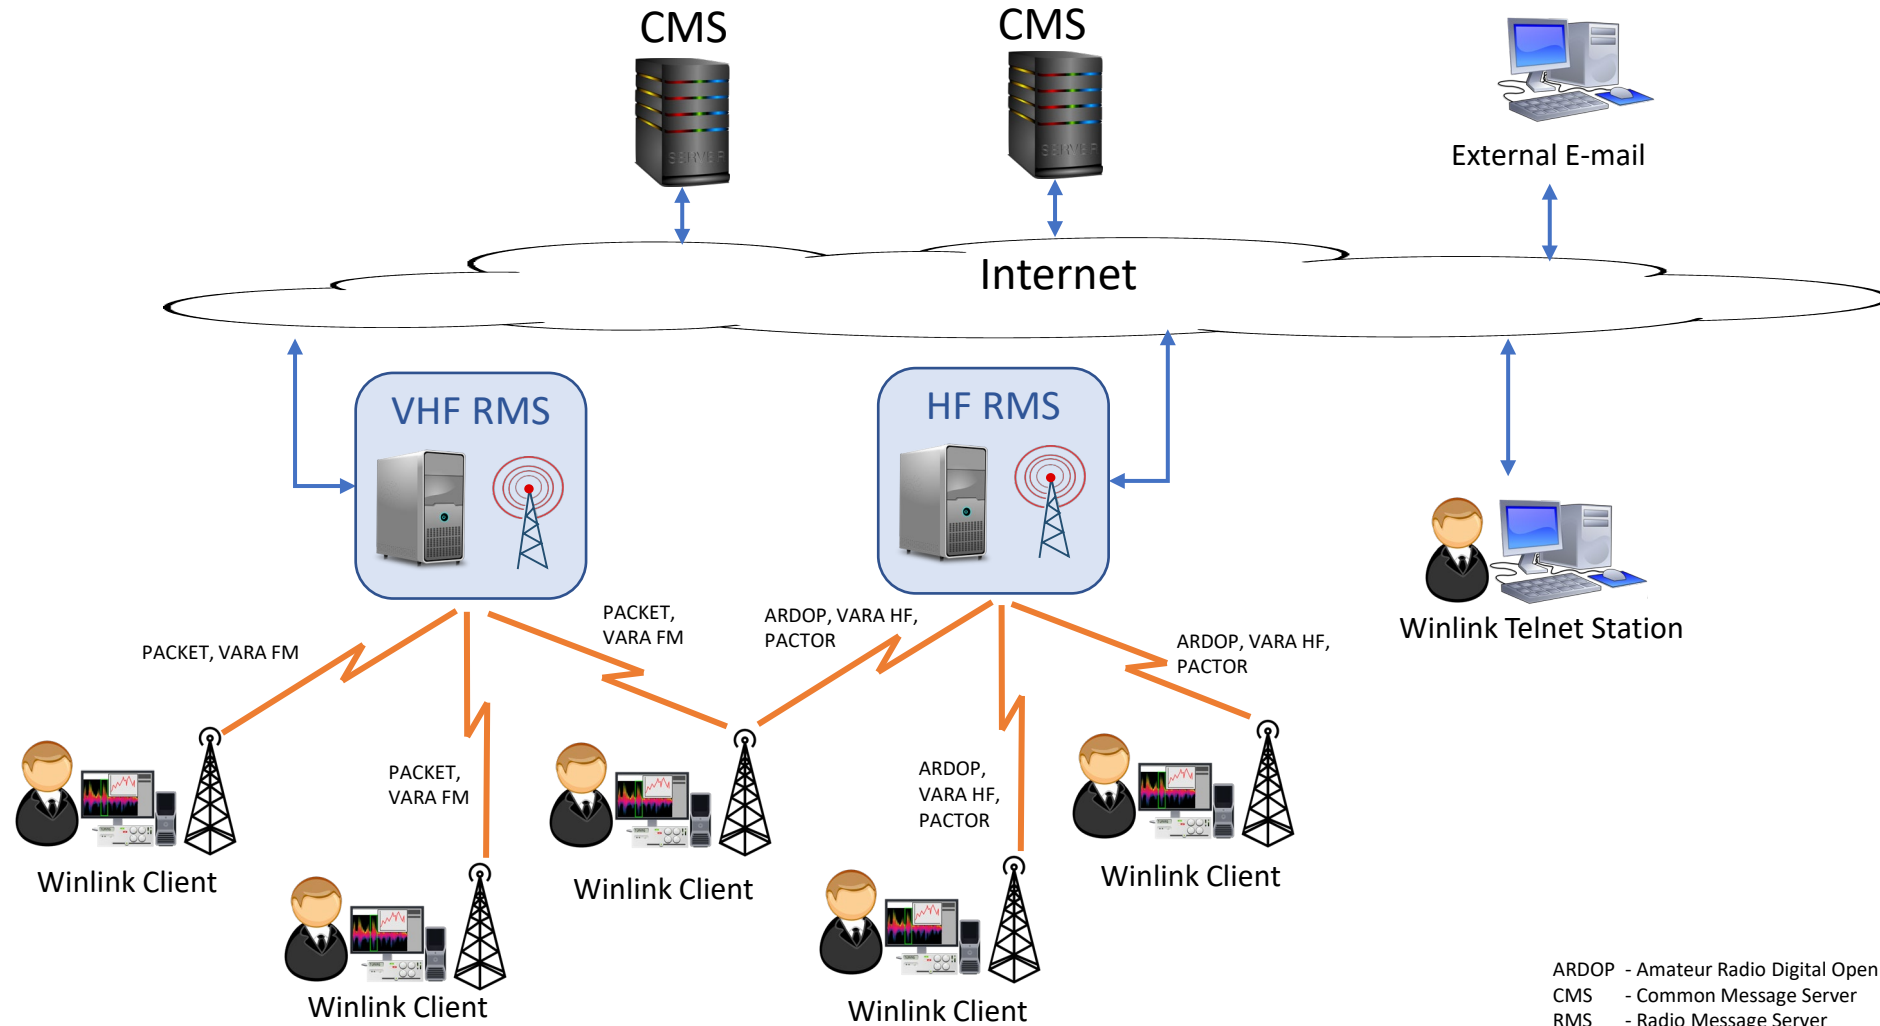 CMS
CMS
External E-mail
Internet
VHF RMS
HF RMS
PACKET,
VARA FM
ARDOP, VARA HF,
PACTOR
PACKET, VARA FM
ARDOP, VARA HF,
PACTOR
Winlink Telnet Station
PACKET,
VARA FM
ARDOP,
VARA HF,
PACTOR
Winlink Client
Winlink Client
Winlink Client
Winlink Client
Winlink Client
ARDOP - Amateur Radio Digital Open
CMS - Common Message Server
RMS - Radio Message Server
SERVER
SERVER